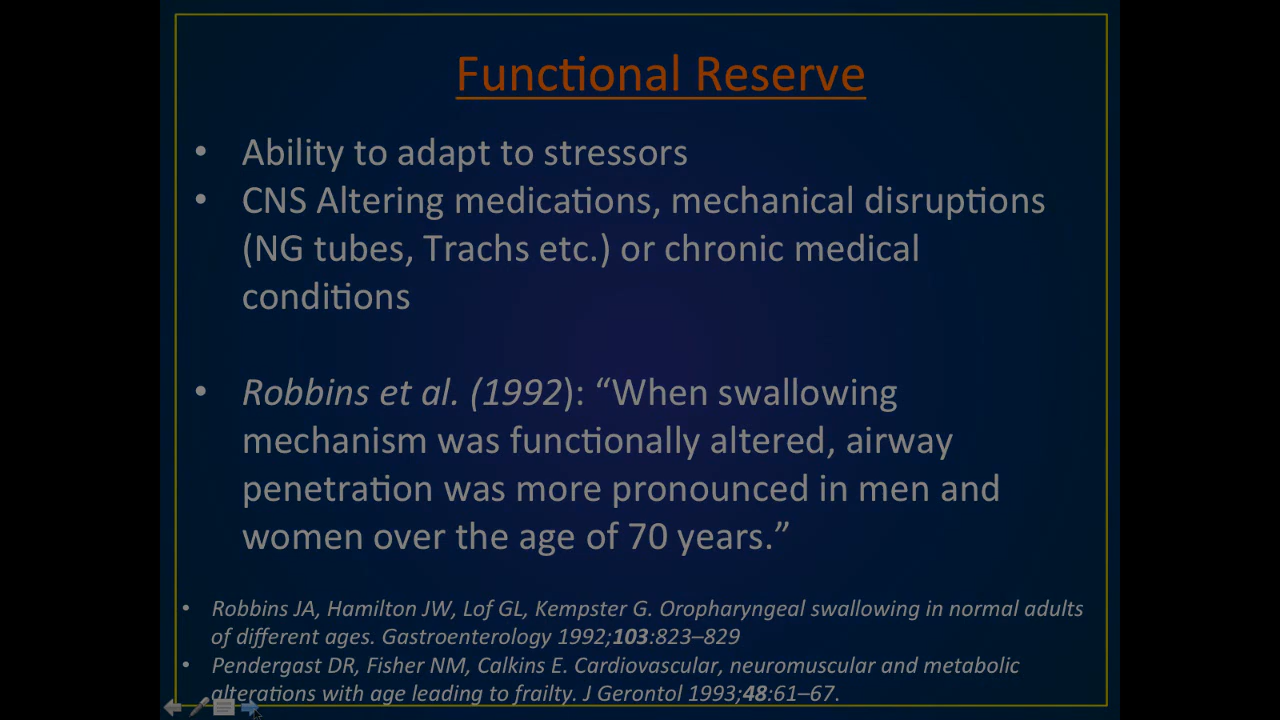 Functional Reserve
• Ability to adapt to stressors
• CNS Altering medications, mechanical disruptions
(NG tubes, Trachs etc.) or chronic medical
conditions
• Robbins et al. (1992): “When swallowing
mechanism was functionally altered, airway
penetration was more pronounced in men and
women over the age of 70 years.”
• Robbins JA, Hamilton JW, Lof GL, Kempster G. Oropharyngeal swallowing in normal adults
of different ages. Gastroenterology 1992;103:823–829
• Pendergast DR, Fisher NM, Calkins E. Cardiovascular, neuromuscular and metabolic
alterations with age leading to frailty. J Gerontol 1993;48:61–67.